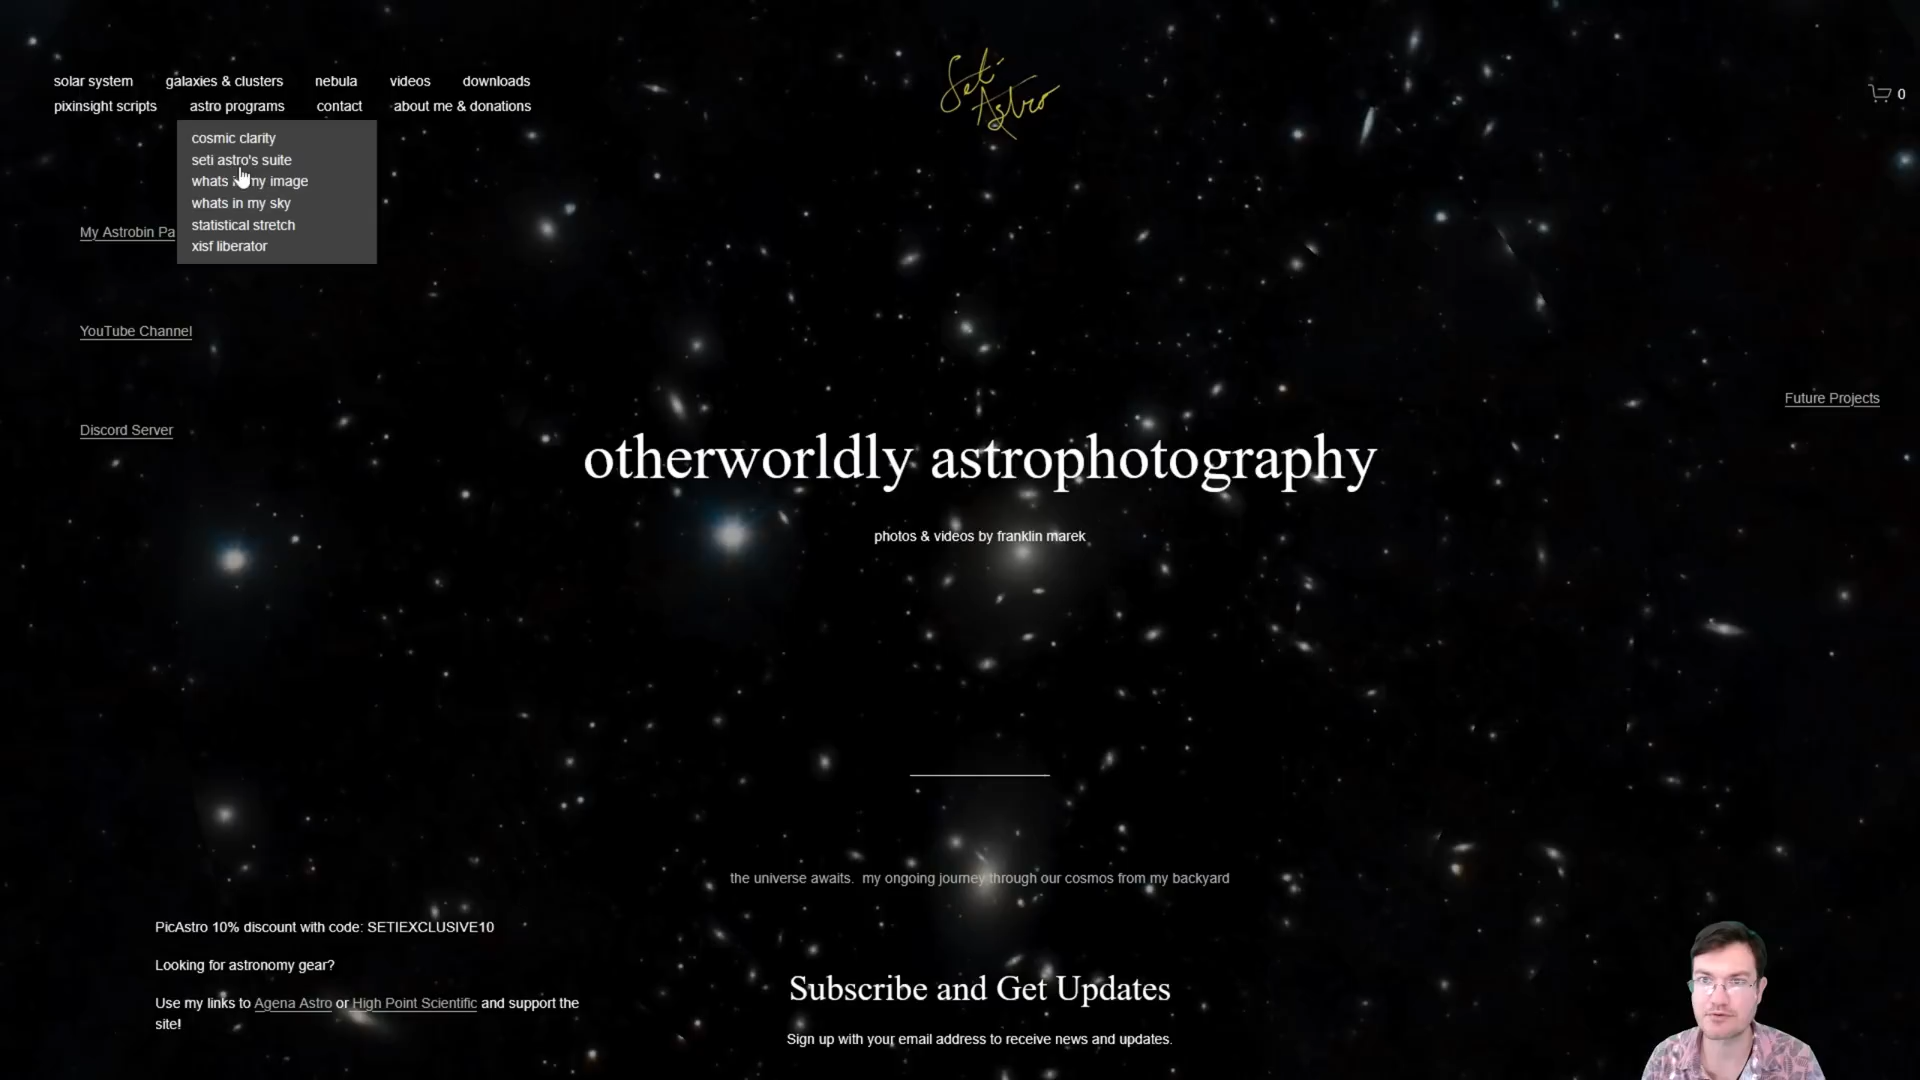 solar system
galaxies & clusters
nebula
videos
downloads
pixinsight scripts
astro programs
contact
about me & donations
Seti Astro
0
cosmic clarity
seti astro's suite
whats in my image
whats in my sky
statistical stretch
xisf liberator
My Astrobin Pa
YouTube Channel
Discord Server
Future Projects
otherworldly astrophotography
photos & videos by franklin marek
the universe awaits. my ongoing journey through our cosmos from my backyard
PicAstro 10% discount with code: SETIEXCLUSIVE10
Looking for astronomy gear?
Use my links to Agena Astro or High Point Scientific and support the
site!
Subscribe and Get Updates
Sign up with your email address to receive news and updates.